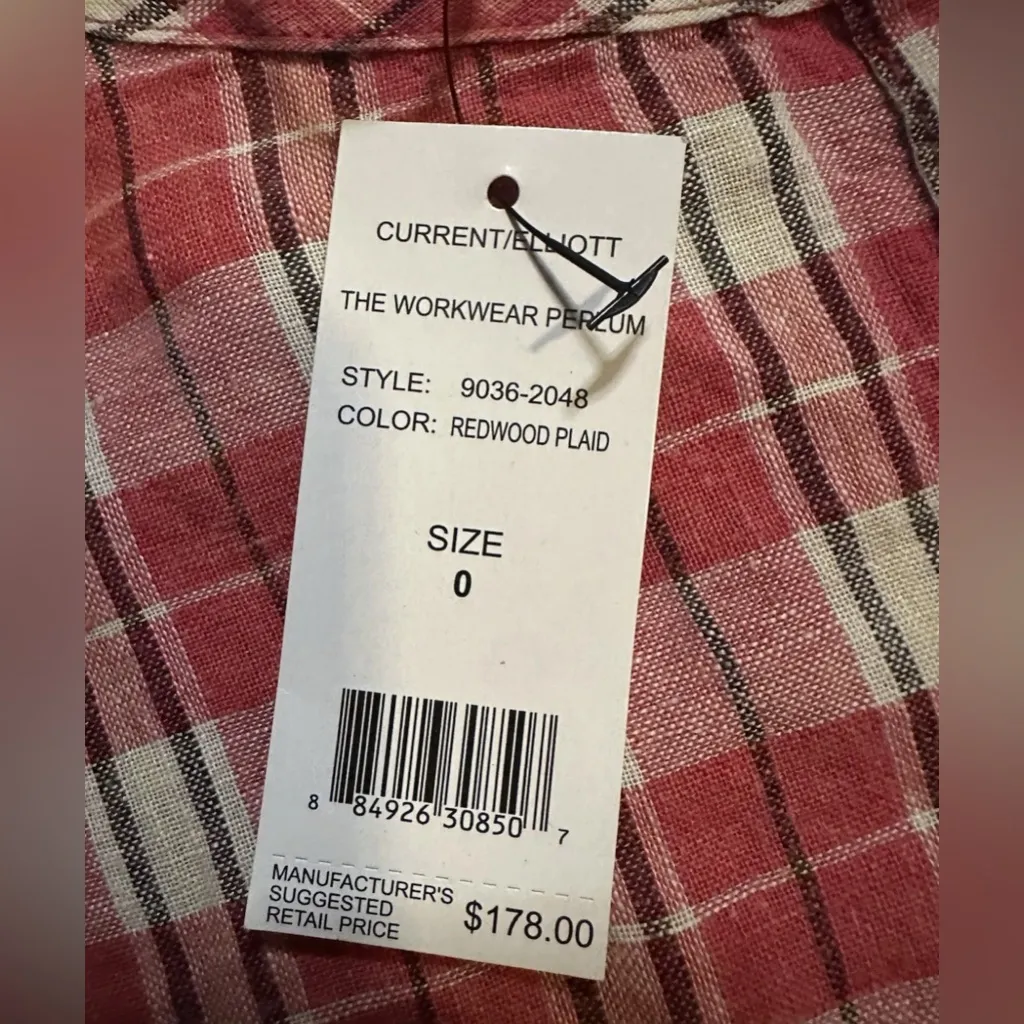 CURRENT/ELLIOTT
THE WORKWEAR PEPLUM
STYLE: 9036-2048
COLOR: REDWOOD PLAID
SIZE
0
8 84926 30850 7
MANUFACTURER'S
SUGGESTED
RETAIL PRICE $178.00